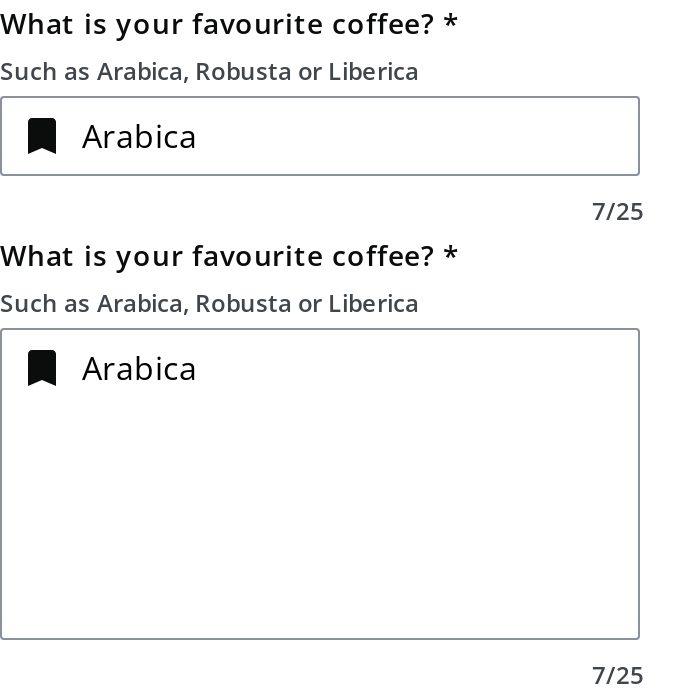 What is your favourite coffee? *
Such as Arabica, Robusta or Liberica
Arabica
7/25
What is your favourite coffee? *
Such as Arabica, Robusta or Liberica
Arabica
7/25